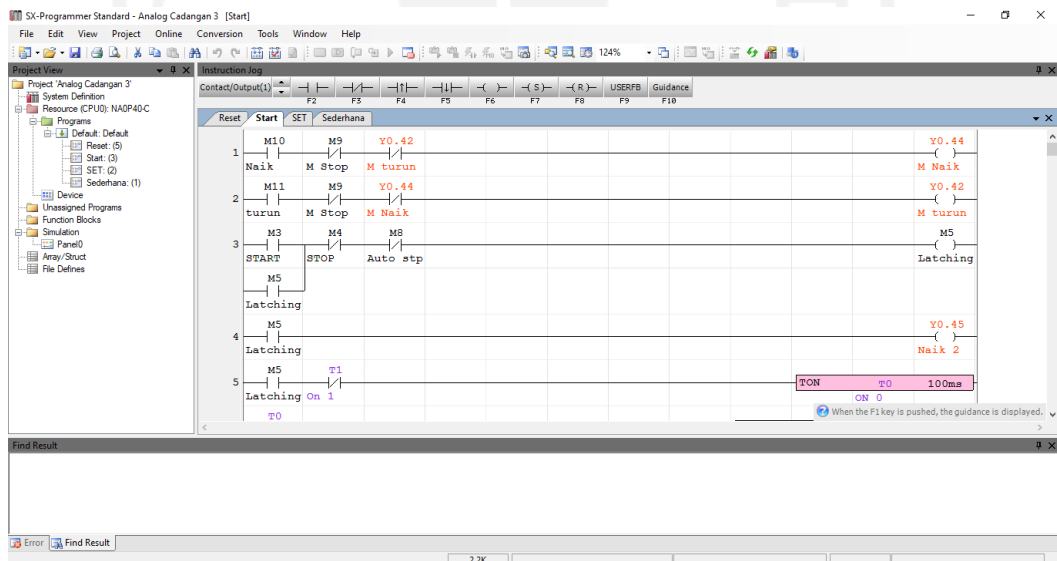 SX-Programmer Standard - Analog Cadangan 3 [Start]
File Edit View Project Online Conversion Tools Window Help
124%
Project View
Instruction Jog
Project 'Analog Cadangan 3'
System Definition
Resource (CPU0): NA0P40-C
Programs
Default: Default
Reset: (5)
Start: (3)
SET: (2)
Sederhana: (1)
Device
Unassigned Programs
Function Blocks
Simulation
Panel0
Array/Struct
File Defines
Contact/Output(1)
( S ) ( R ) USERFB Guidance
F2 F3 F4 F5 F6 F7 F8 F9 F10
Reset Start SET Sederhana
M10 M9 Y0.42 Y0.44
1
Naik M Stop M turun M Naik
M11 M9 Y0.44 Y0.42
2
turun M Stop M Naik M turun
M3 M4 M8 M5
3
START STOP Auto stp Latching
M5
Latching
M5 Y0.45
4
Latching Naik 2
M5 T1
5 TON T0 100ms
Latching On 1 ON 0
T0
When the F1 key is pushed, the guidance is displayed.
Find Result
Error Find Result
2.2K